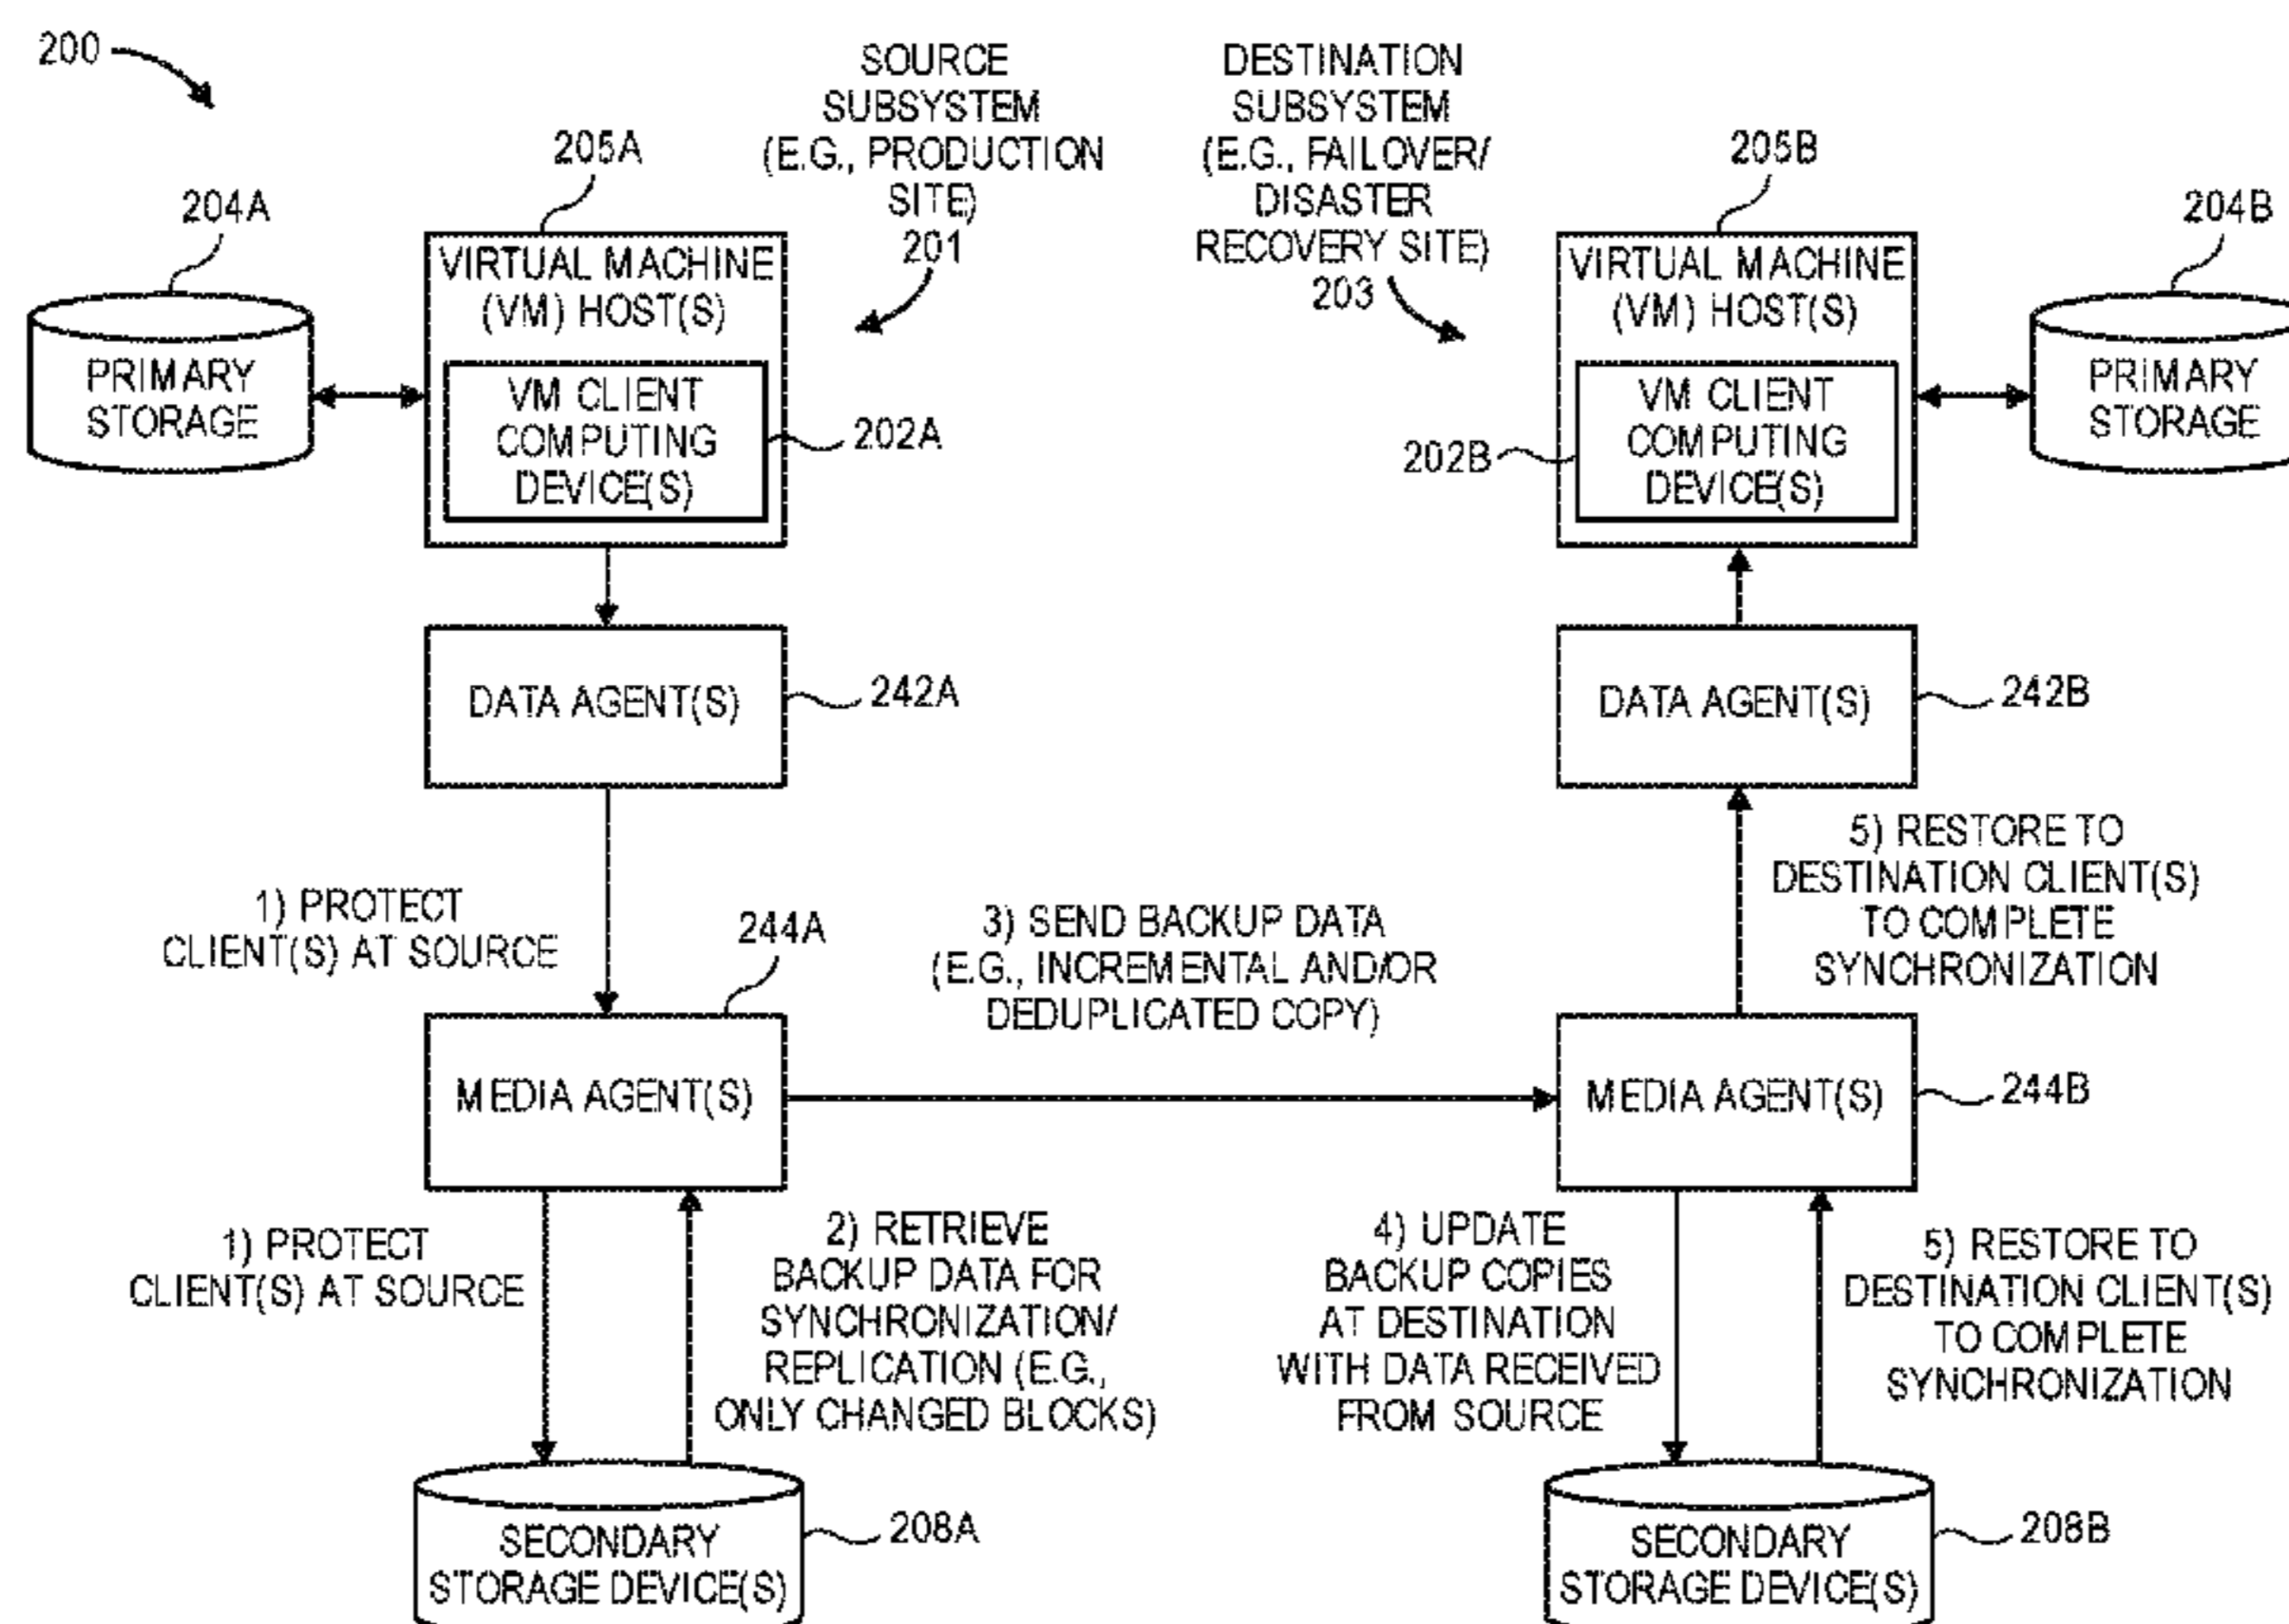 200
SOURCE
SUBSYSTEM
(E.G., PRODUCTION
SITE)
201
DESTINATION
SUBSYSTEM
(E.G., FAILOVER/
DISASTER
RECOVERY SITE)
203
204A
PRIMARY
STORAGE
205A
VIRTUAL MACHINE
(VM) HOST(S)
VM CLIENT
COMPUTING
DEVICE(S)
202A
205B
VIRTUAL MACHINE
(VM) HOST(S)
VM CLIENT
COMPUTING
DEVICE(S)
202B
204B
PRIMARY
STORAGE
DATA AGENT(S)
242A
DATA AGENT(S)
242B
1) PROTECT
CLIENT(S) AT SOURCE
244A
3) SEND BACKUP DATA
(E.G., INCREMENTAL AND/OR
DEDUPLICATED COPY)
5) RESTORE TO
DESTINATION CLIENT(S)
TO COMPLETE
SYNCHRONIZATION
MEDIA AGENT(S)
MEDIA AGENT(S)
244B
1) PROTECT
CLIENT(S) AT SOURCE
2) RETRIEVE
BACKUP DATA FOR
SYNCHRONIZATION/
REPLICATION (E.G.,
ONLY CHANGED BLOCKS)
4) UPDATE
BACKUP COPIES
AT DESTINATION
WITH DATA RECEIVED
FROM SOURCE
5) RESTORE TO
DESTINATION CLIENT(S)
TO COMPLETE
SYNCHRONIZATION
SECONDARY
STORAGE DEVICE(S)
208A
SECONDARY
STORAGE DEVICE(S)
208B